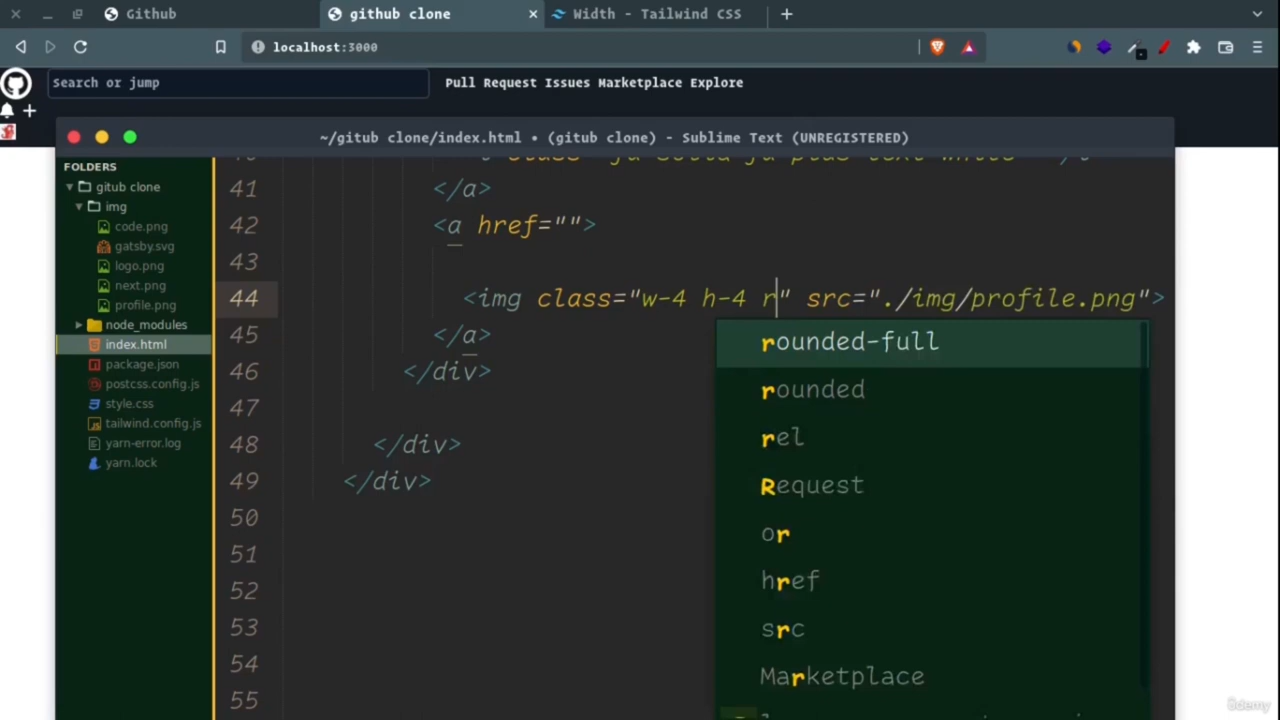 Github
github clone
Width - Tailwind CSS
localhost:3000
search or jump
Pull Request Issues Marketplace Explore
~/gitub clone/index.html • (gitub clone) - Sublime Text (UNREGISTERED)
FOLDERS
gitub clone
img
code.png
gatsby.svg
logo.png
next.png
profile.png
node_modules
index.html
package.json
postcss.config.js
style.css
tailwind.config.js
yarn-error.log
yarn.lock
41 </a>
42 <a href="">
43
44 <img class="w-4 h-4 r" src="./img/profile.png">
45 </a>
46 </div>
47
48 </div>
49 </div>
50
51
52
53
54
55
rounded-full
rounded
rel
Request
or
href
src
Marketplace
ûdemy